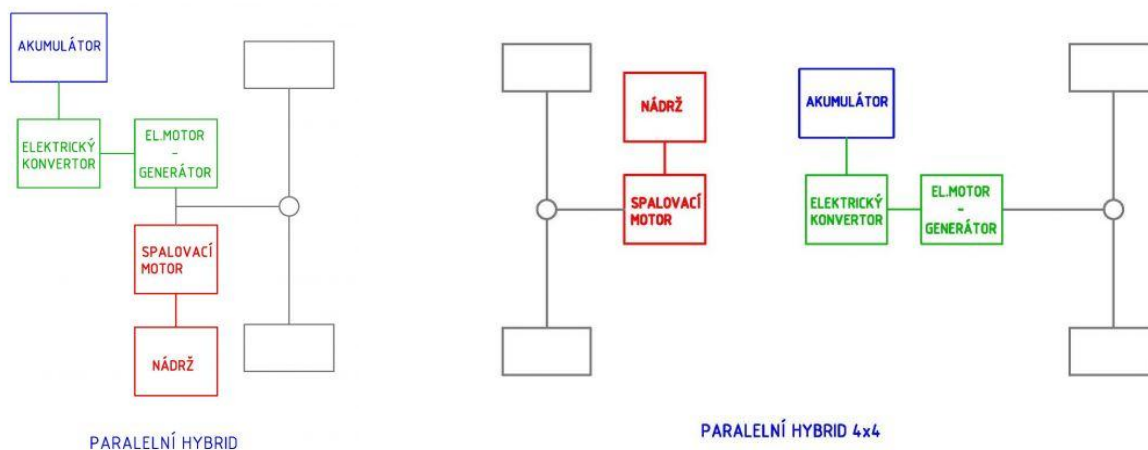 AKUMULÁTOR
ELEKTRICKÝ
KONVERTOR
EL.MOTOR
-
GENERÁTOR
SPALOVACÍ
MOTOR
NÁDRŽ
PARALELNÍ HYBRID
NÁDRŽ
SPALOVACÍ
MOTOR
AKUMULÁTOR
ELEKTRICKÝ
KONVERTOR
EL.MOTOR
-
GENERÁTOR
PARALELNÍ HYBRID 4x4